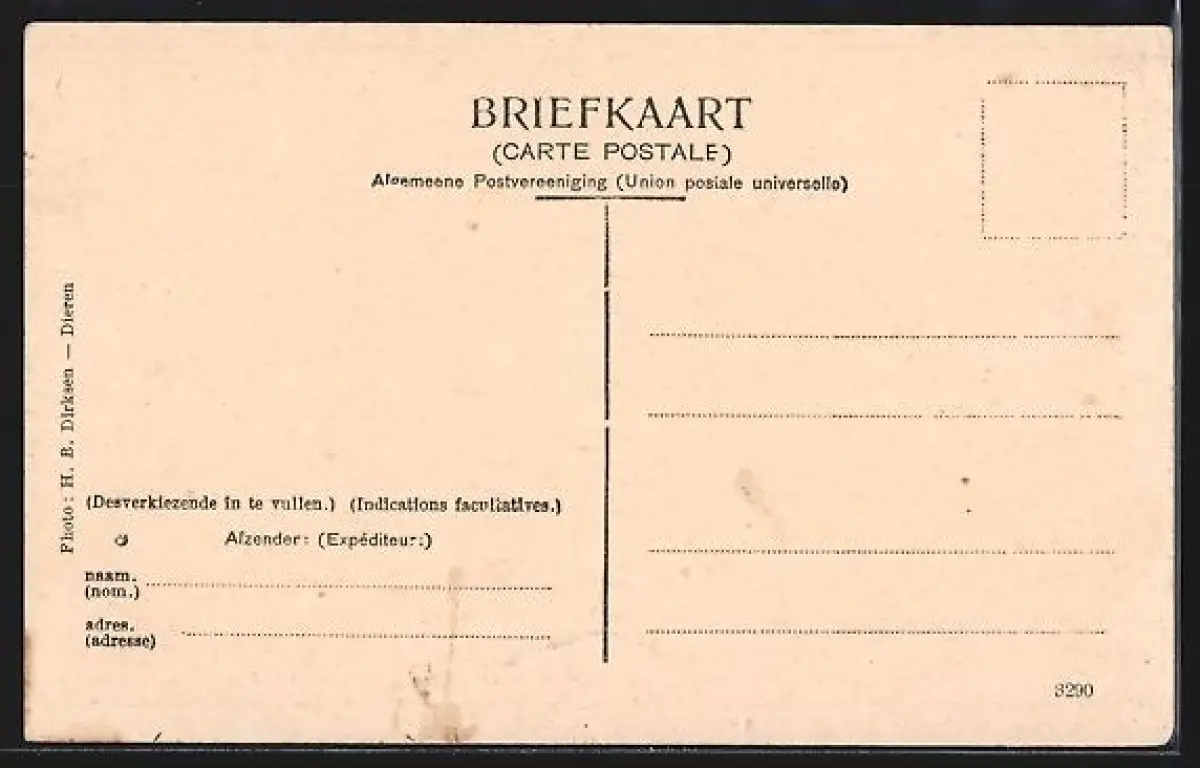 BRIEFKAART
(CARTE POSTALE)
Algemeene Postvereeniging (Union postale universelle)
Photo: H. B. Dirksen — Dieren
(Desverkiezende in te vullen.) (Indications facultatives.)
Afzender: (Expéditeur:)
naam.
(nom.)
adres.
(adresse)
3290